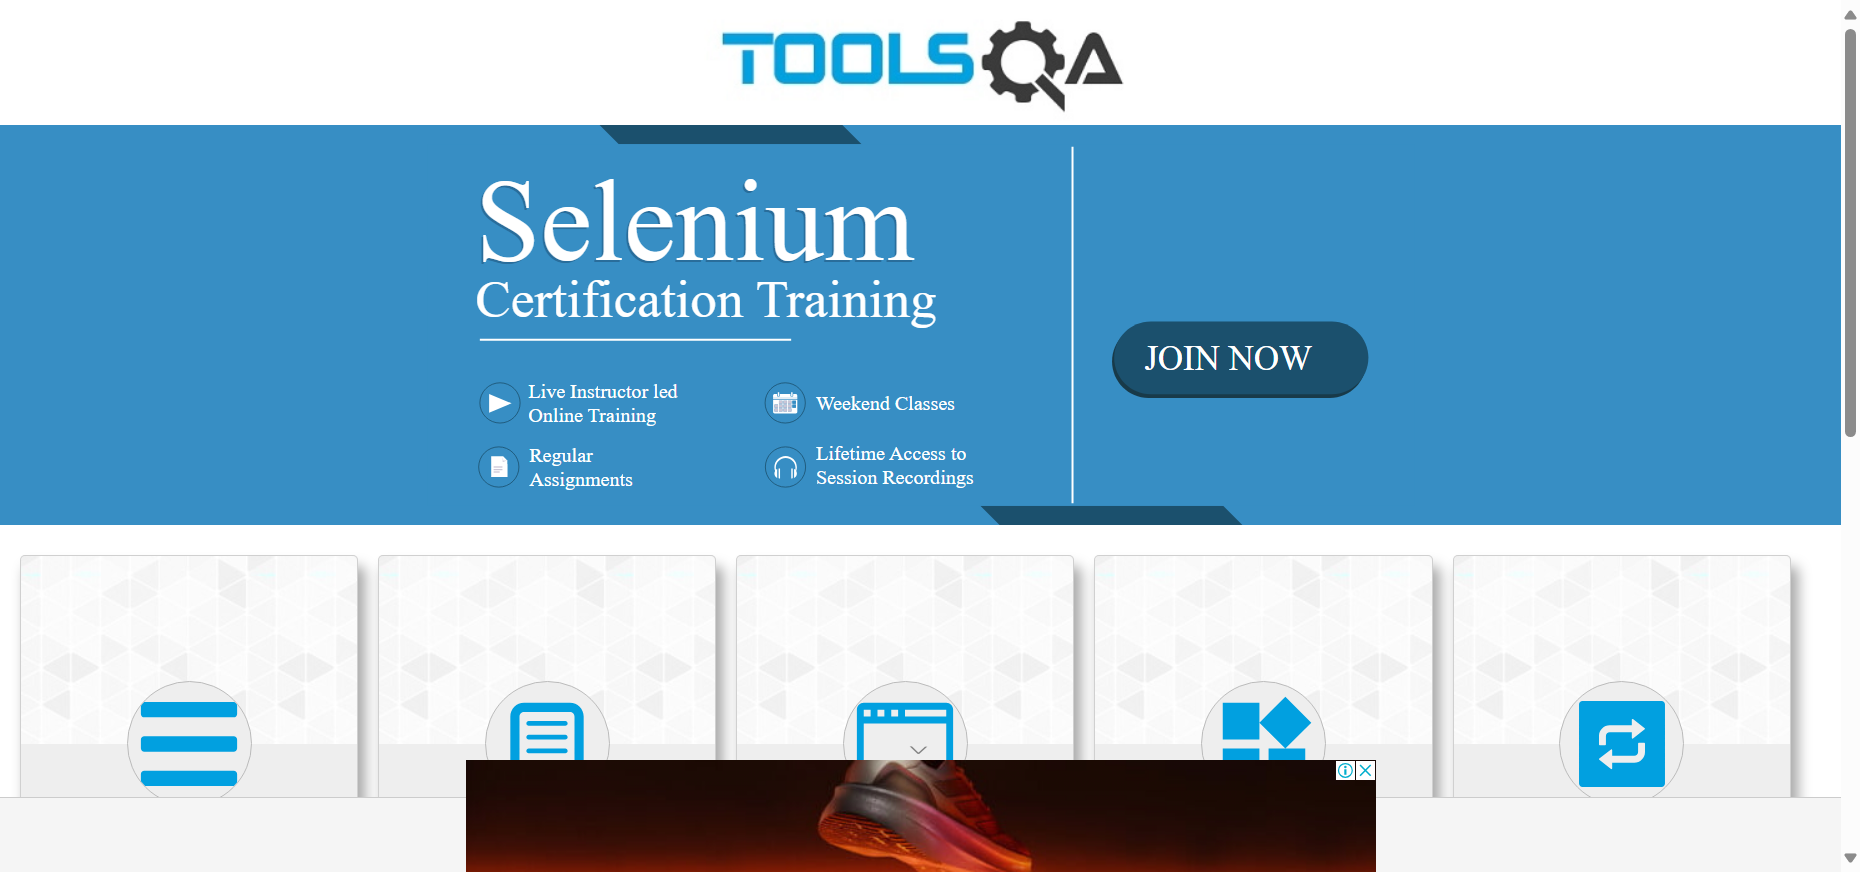 TOOLSQA
Selenium
Certification Training
JOIN NOW
Live Instructor led
Online Training
Weekend Classes
Regular
Assignments
Lifetime Access to
Session Recordings